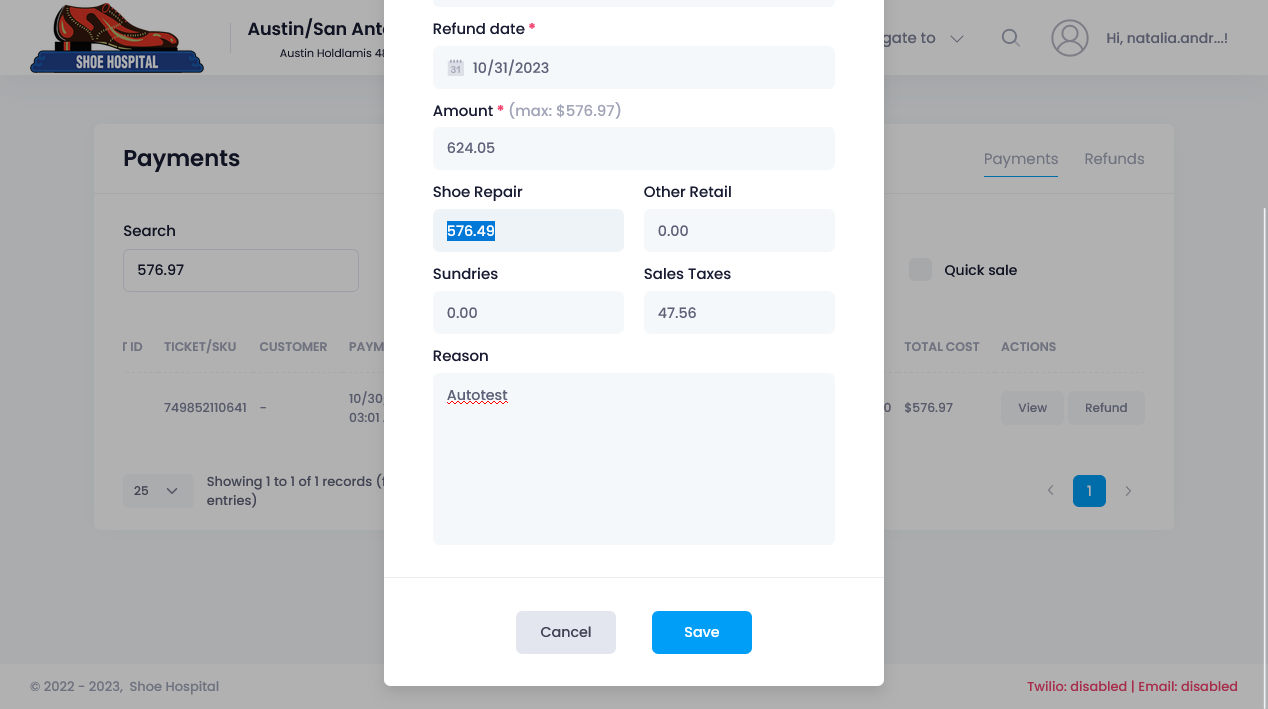 SHOE HOSPITAL
Austin/San Anto
Austin Holdlamis 48
gate to
Hi, natalia.andr...!
Payments
Payments
Refunds
Search
576.97
Quick sale
T ID TICKET/SKU CUSTOMER PAYM
TOTAL COST ACTIONS
749852110641 - 10/30
03:01
0 $576.97 View Refund
25
Showing 1 to 1 of 1 records (f
entries)
1
Refund date *
31 10/31/2023
Amount * (max: $576.97)
624.05
Shoe Repair Other Retail
576.49 0.00
Sundries Sales Taxes
0.00 47.56
Reason
Autotest
Cancel Save
© 2022 - 2023, Shoe Hospital
Twilio: disabled | Email: disabled